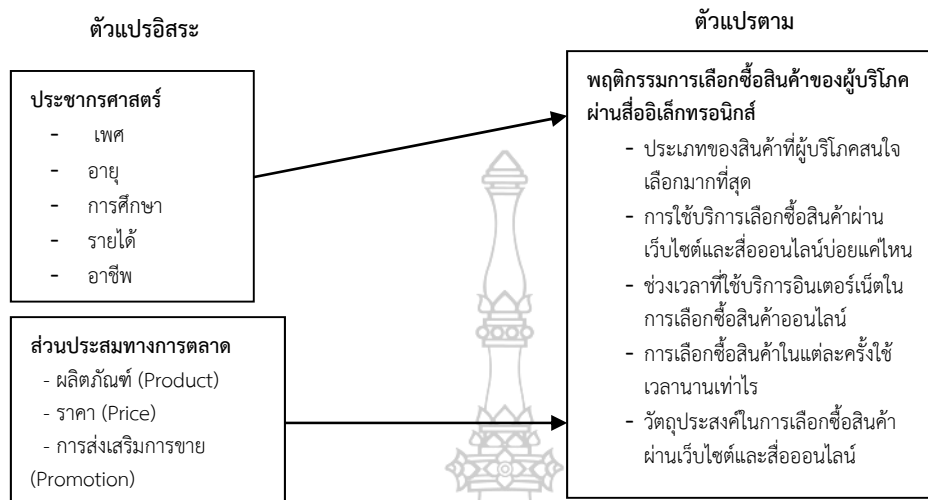 ตัวแปรอิสระ
ประชากรศาสตร์
- เพศ
- อายุ
- การศึกษา
- รายได้
- อาชีพ
ส่วนประสมทางการตลาด
- ผลิตภัณฑ์ (Product)
- ราคา (Price)
- การส่งเสริมการขาย
(Promotion)
ตัวแปรตาม
พฤติกรรมการเลือกซื้อสินค้าของผู้บริโภค
ผ่านสื่ออิเล็กทรอนิกส์
- ประเภทของสินค้าที่ผู้บริโภคสนใจ
เลือกมากที่สุด
- การใช้บริการเลือกซื้อสินค้าผ่าน
เว็บไซต์และสื่อออนไลน์บ่อยแค่ไหน
- ช่วงเวลาที่ใช้บริการอินเตอร์เน็ตใน
การเลือกซื้อสินค้าออนไลน์
- การเลือกซื้อสินค้าในแต่ละครั้งใช้
เวลานานเท่าไร
- วัตถุประสงค์ในการเลือกซื้อสินค้า
ผ่านเว็บไซต์และสื่อออนไลน์